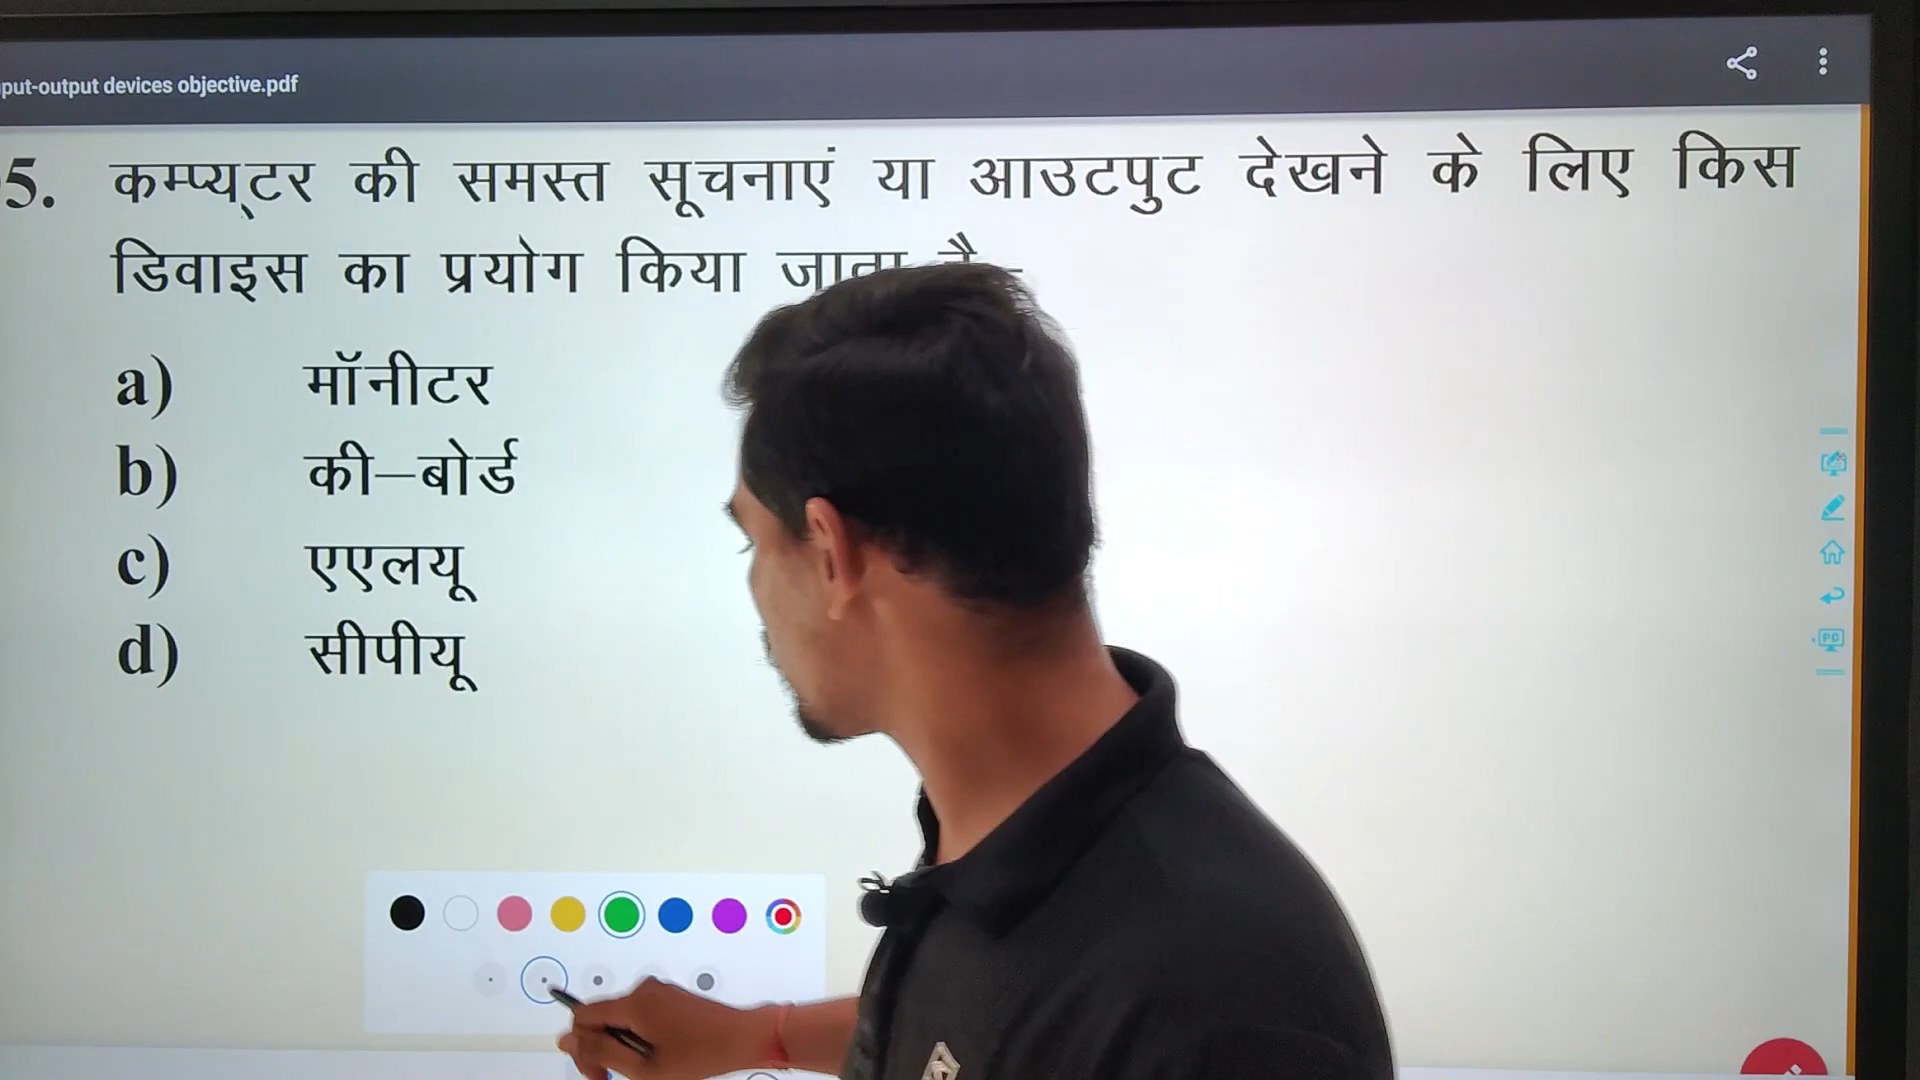 put-output devices objective.pdf
5. कम्प्यूटर की समस्त सूचनाएं या आउटपुट देखने के लिए किस
डिवाइस का प्रयोग किया
a) मॉनीटर
b) की–बोर्ड
c) एएलयू
d) सीपीयू